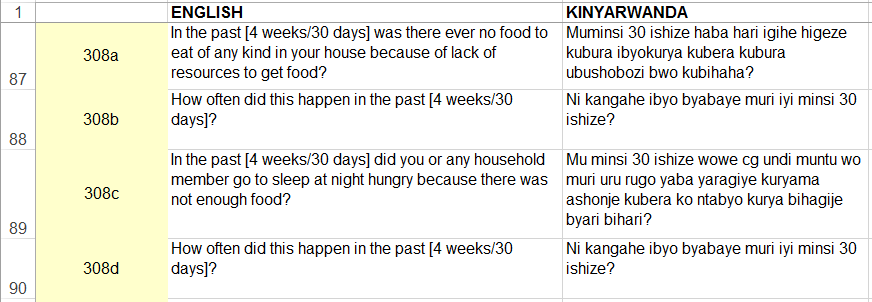 1 ENGLISH KINYARWANDA
87 308a In the past [4 weeks/30 days] was there ever no food to
eat of any kind in your house because of lack of
resources to get food?
Muminsi 30 ishize haba hari igihe higeze
kubura ibyokurya kubera kubura
ubushobozi bwo kubihaha?
88 308b How often did this happen in the past [4 weeks/30
days]?
Ni kangahe ibyo byabaye muri iyi minsi 30
ishize?
89 308c In the past [4 weeks/30 days] did you or any household
member go to sleep at night hungry because there was
not enough food?
Mu minsi 30 ishize wowe cg undi muntu wo
muri uru rugo yaba yaragiye kuryama
ashonje kubera ko ntabyo kurya bihagije
byari bihari?
90 308d How often did this happen in the past [4 weeks/30
days]?
Ni kangahe ibyo byabaye muri iyi minsi 30
ishize?